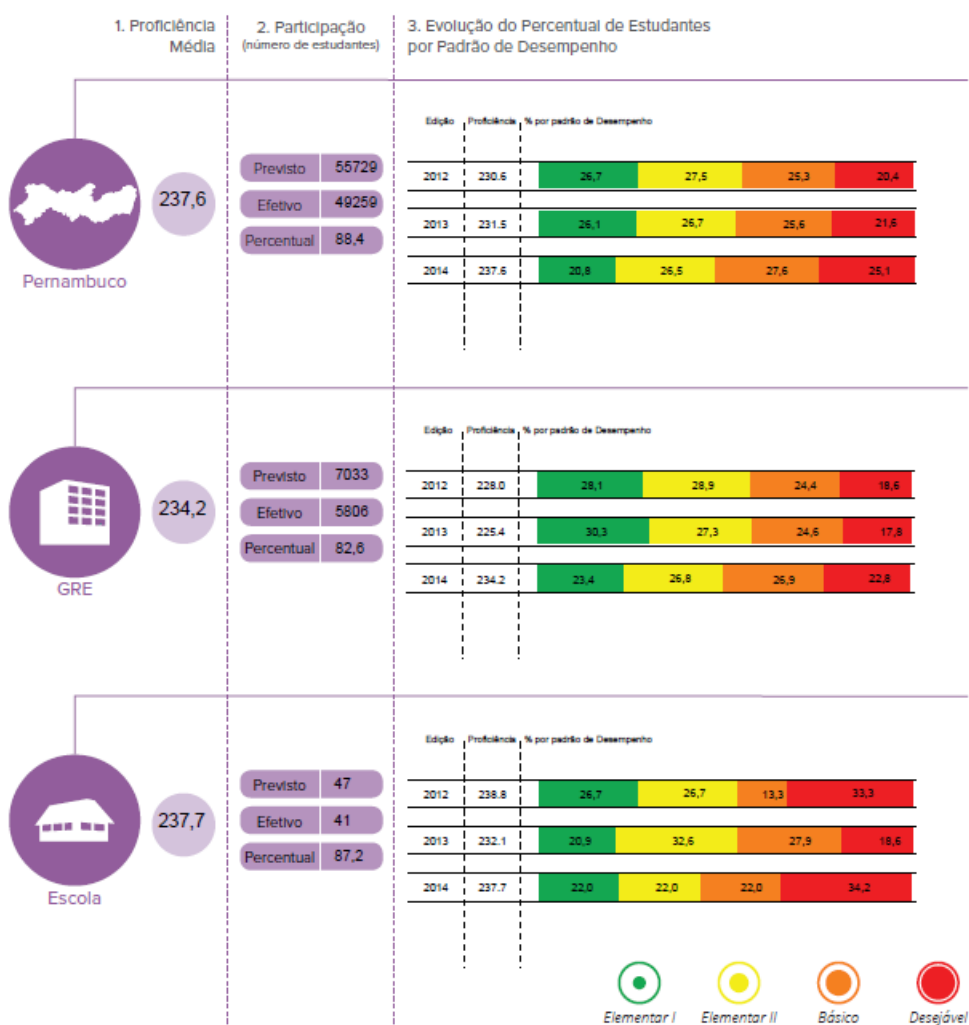 1. Proficiência Média
2. Participação
(número de estudantes)
3. Evolução do Percentual de Estudantes
por Padrão de Desempenho
Pernambuco
237,6
Previsto 55729
Efetivo 49259
Percentual 88,4
Edição Proficiência % por padrão de Desempenho
2012 230.6 26,7 27,5 25,3 20,4
2013 231.5 26,1 26,7 25,6 21,6
2014 237.6 20,8 26,5 27,6 25,1
GRE
234,2
Previsto 7033
Efetivo 5806
Percentual 82,6
Edição Proficiência % por padrão de Desempenho
2012 228.0 28,1 28,9 24,4 18,6
2013 225.4 30,3 27,3 24,6 17,8
2014 234.2 23,4 26,8 26,9 22,8
Escola
237,7
Previsto 47
Efetivo 41
Percentual 87,2
Edição Proficiência % por padrão de Desempenho
2012 238.8 26,7 26,7 13,3 33,3
2013 232.1 20,9 32,6 27,9 18,6
2014 237.7 22,0 22,0 22,0 34,2
Elementar I Elementar II Básico Desejável